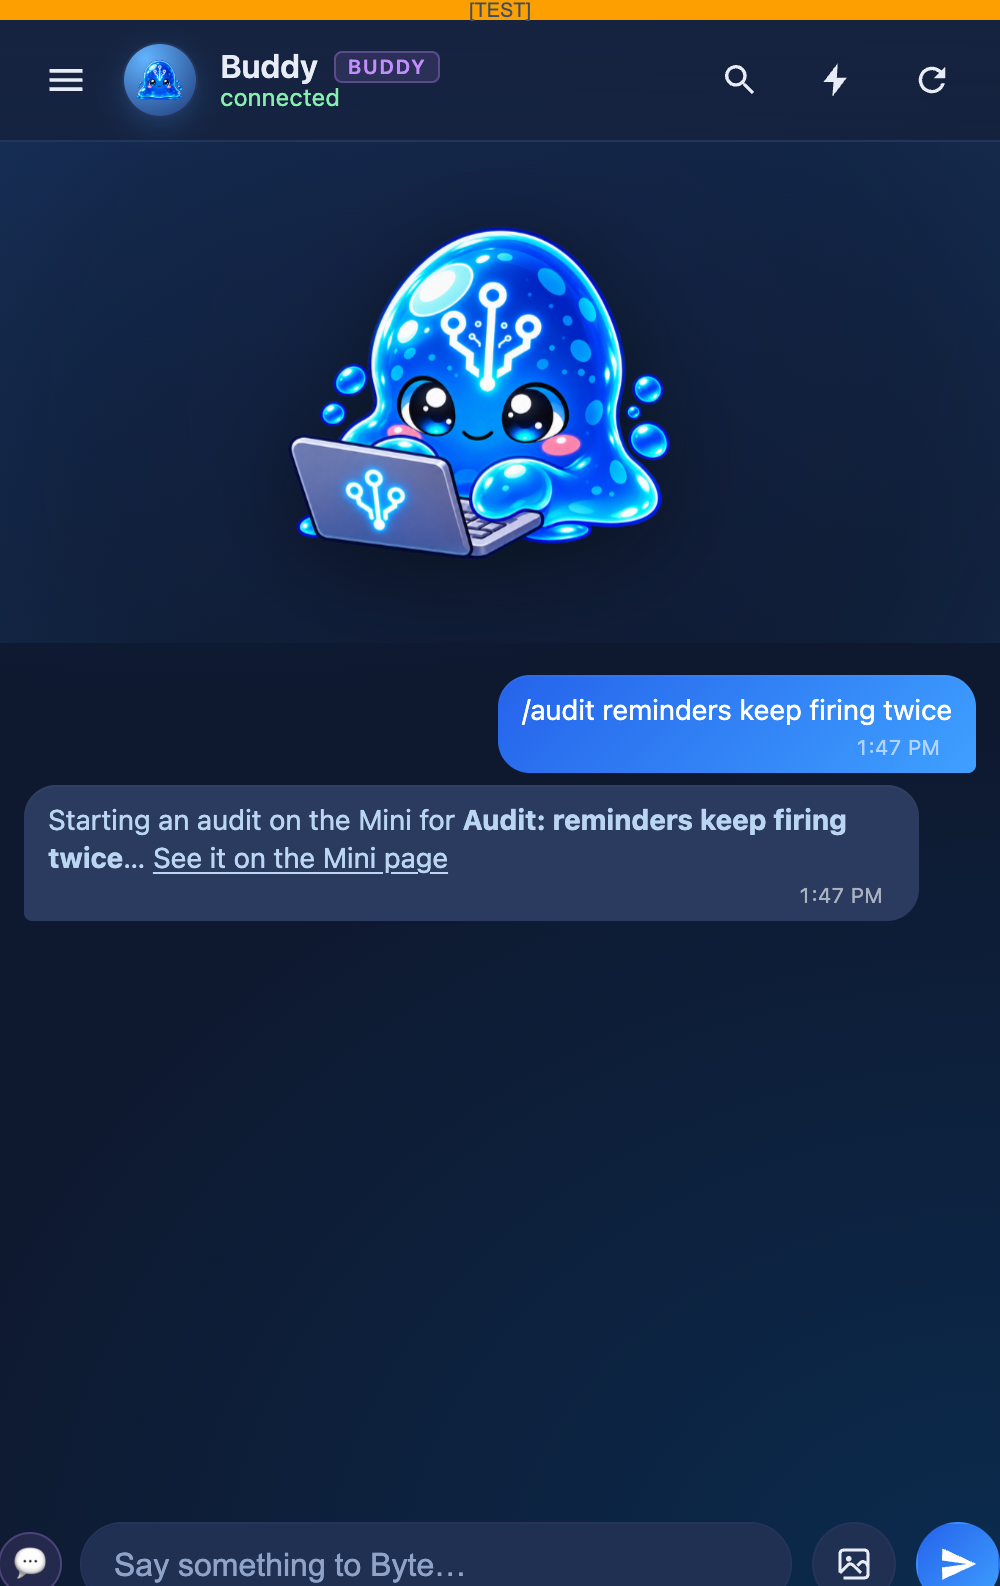 [TEST]
Buddy BUDDY
connected
/audit reminders keep firing twice
1:47 PM
Starting an audit on the Mini for Audit: reminders keep firing
twice... See it on the Mini page
1:47 PM
Say something to Byte...